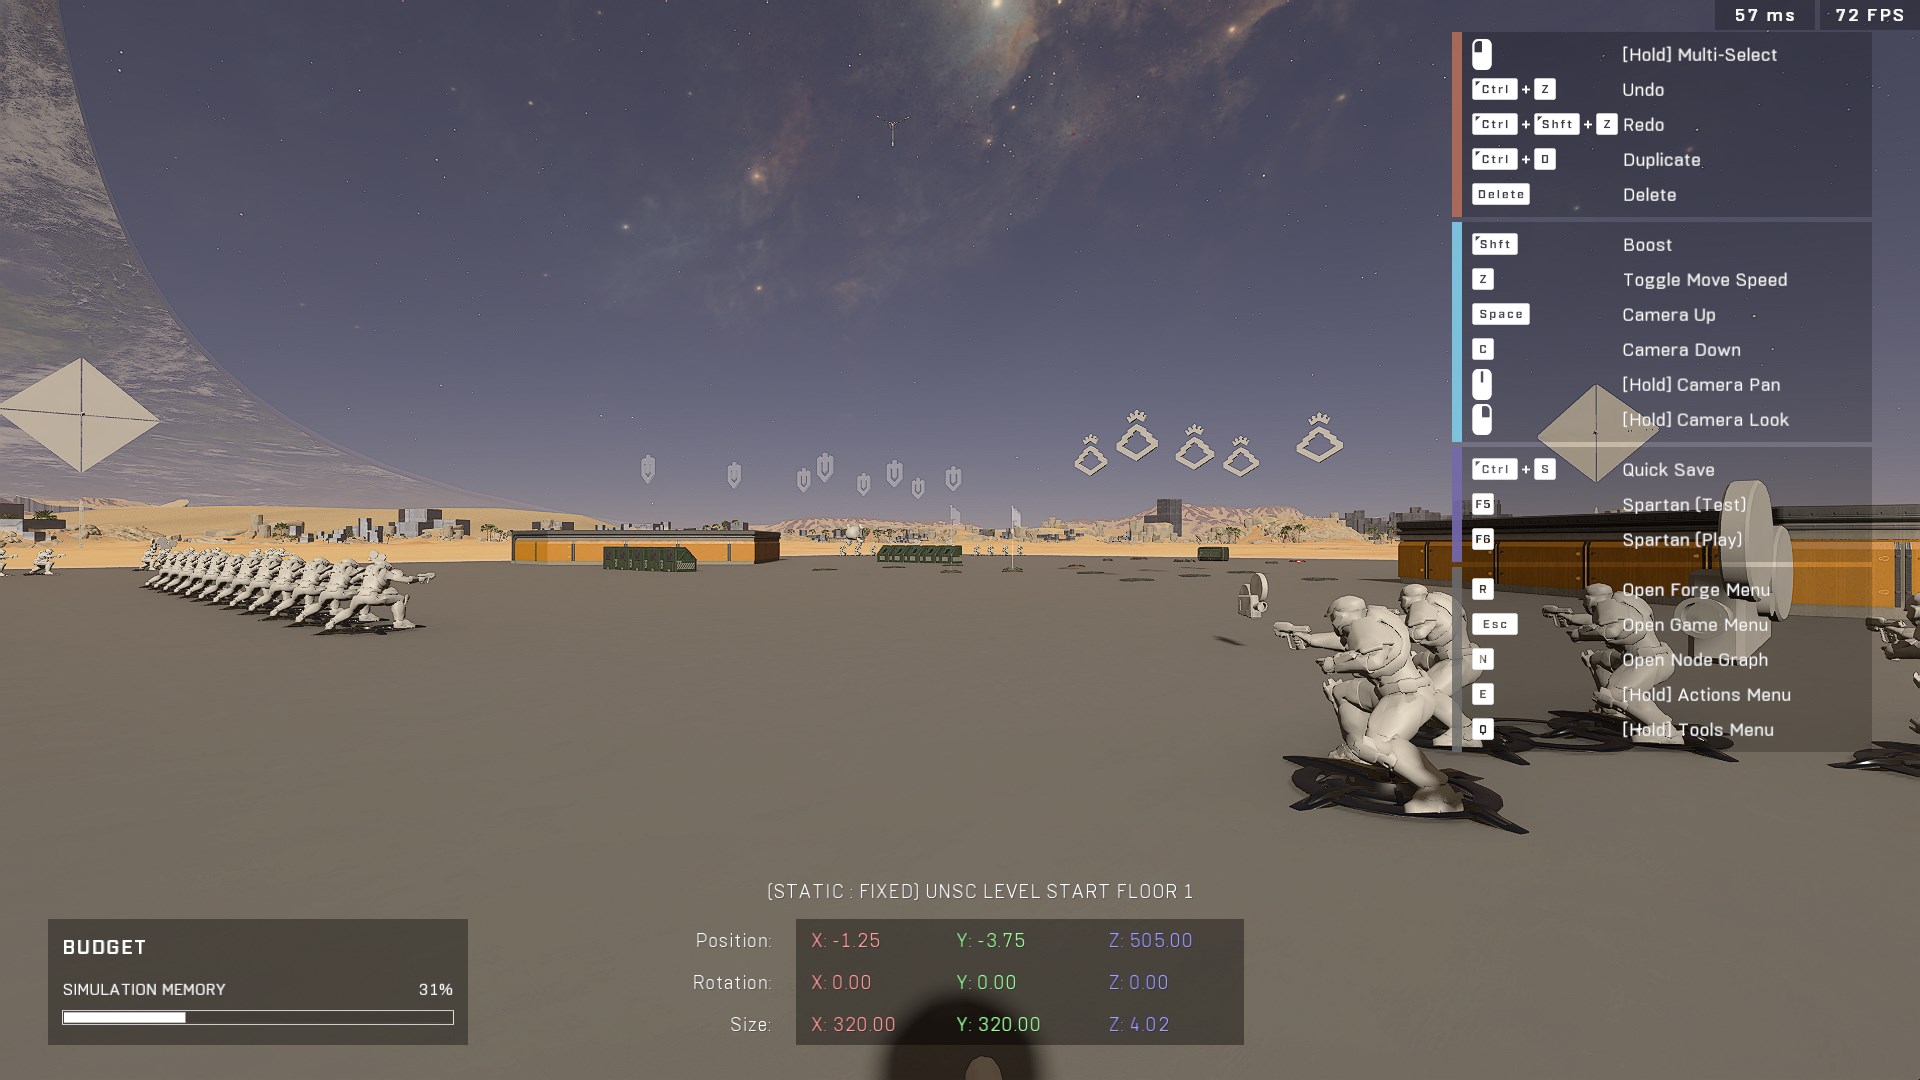 57 ms 72 FPS
[Hold] Multi-Select
Ctrl + Z Undo
Ctrl + Shft + Z Redo
Ctrl + D Duplicate
Delete Delete
Shft Boost
Z Toggle Move Speed
Space Camera Up
C Camera Down
[Hold] Camera Pan
[Hold] Camera Look
Ctrl + S Quick Save
F5 Spartan (Test)
F6 Spartan (Play)
R Open Forge Menu
Esc Open Game Menu
N Open Node Graph
E [Hold] Actions Menu
Q [Hold] Tools Menu
(STATIC : FIXED) UNSC LEVEL START FLOOR 1
Position: X: -1.25 Y: -3.75 Z: 505.00
Rotation: X: 0.00 Y: 0.00 Z: 0.00
Size: X: 320.00 Y: 320.00 Z: 4.02
BUDGET
SIMULATION MEMORY 31%